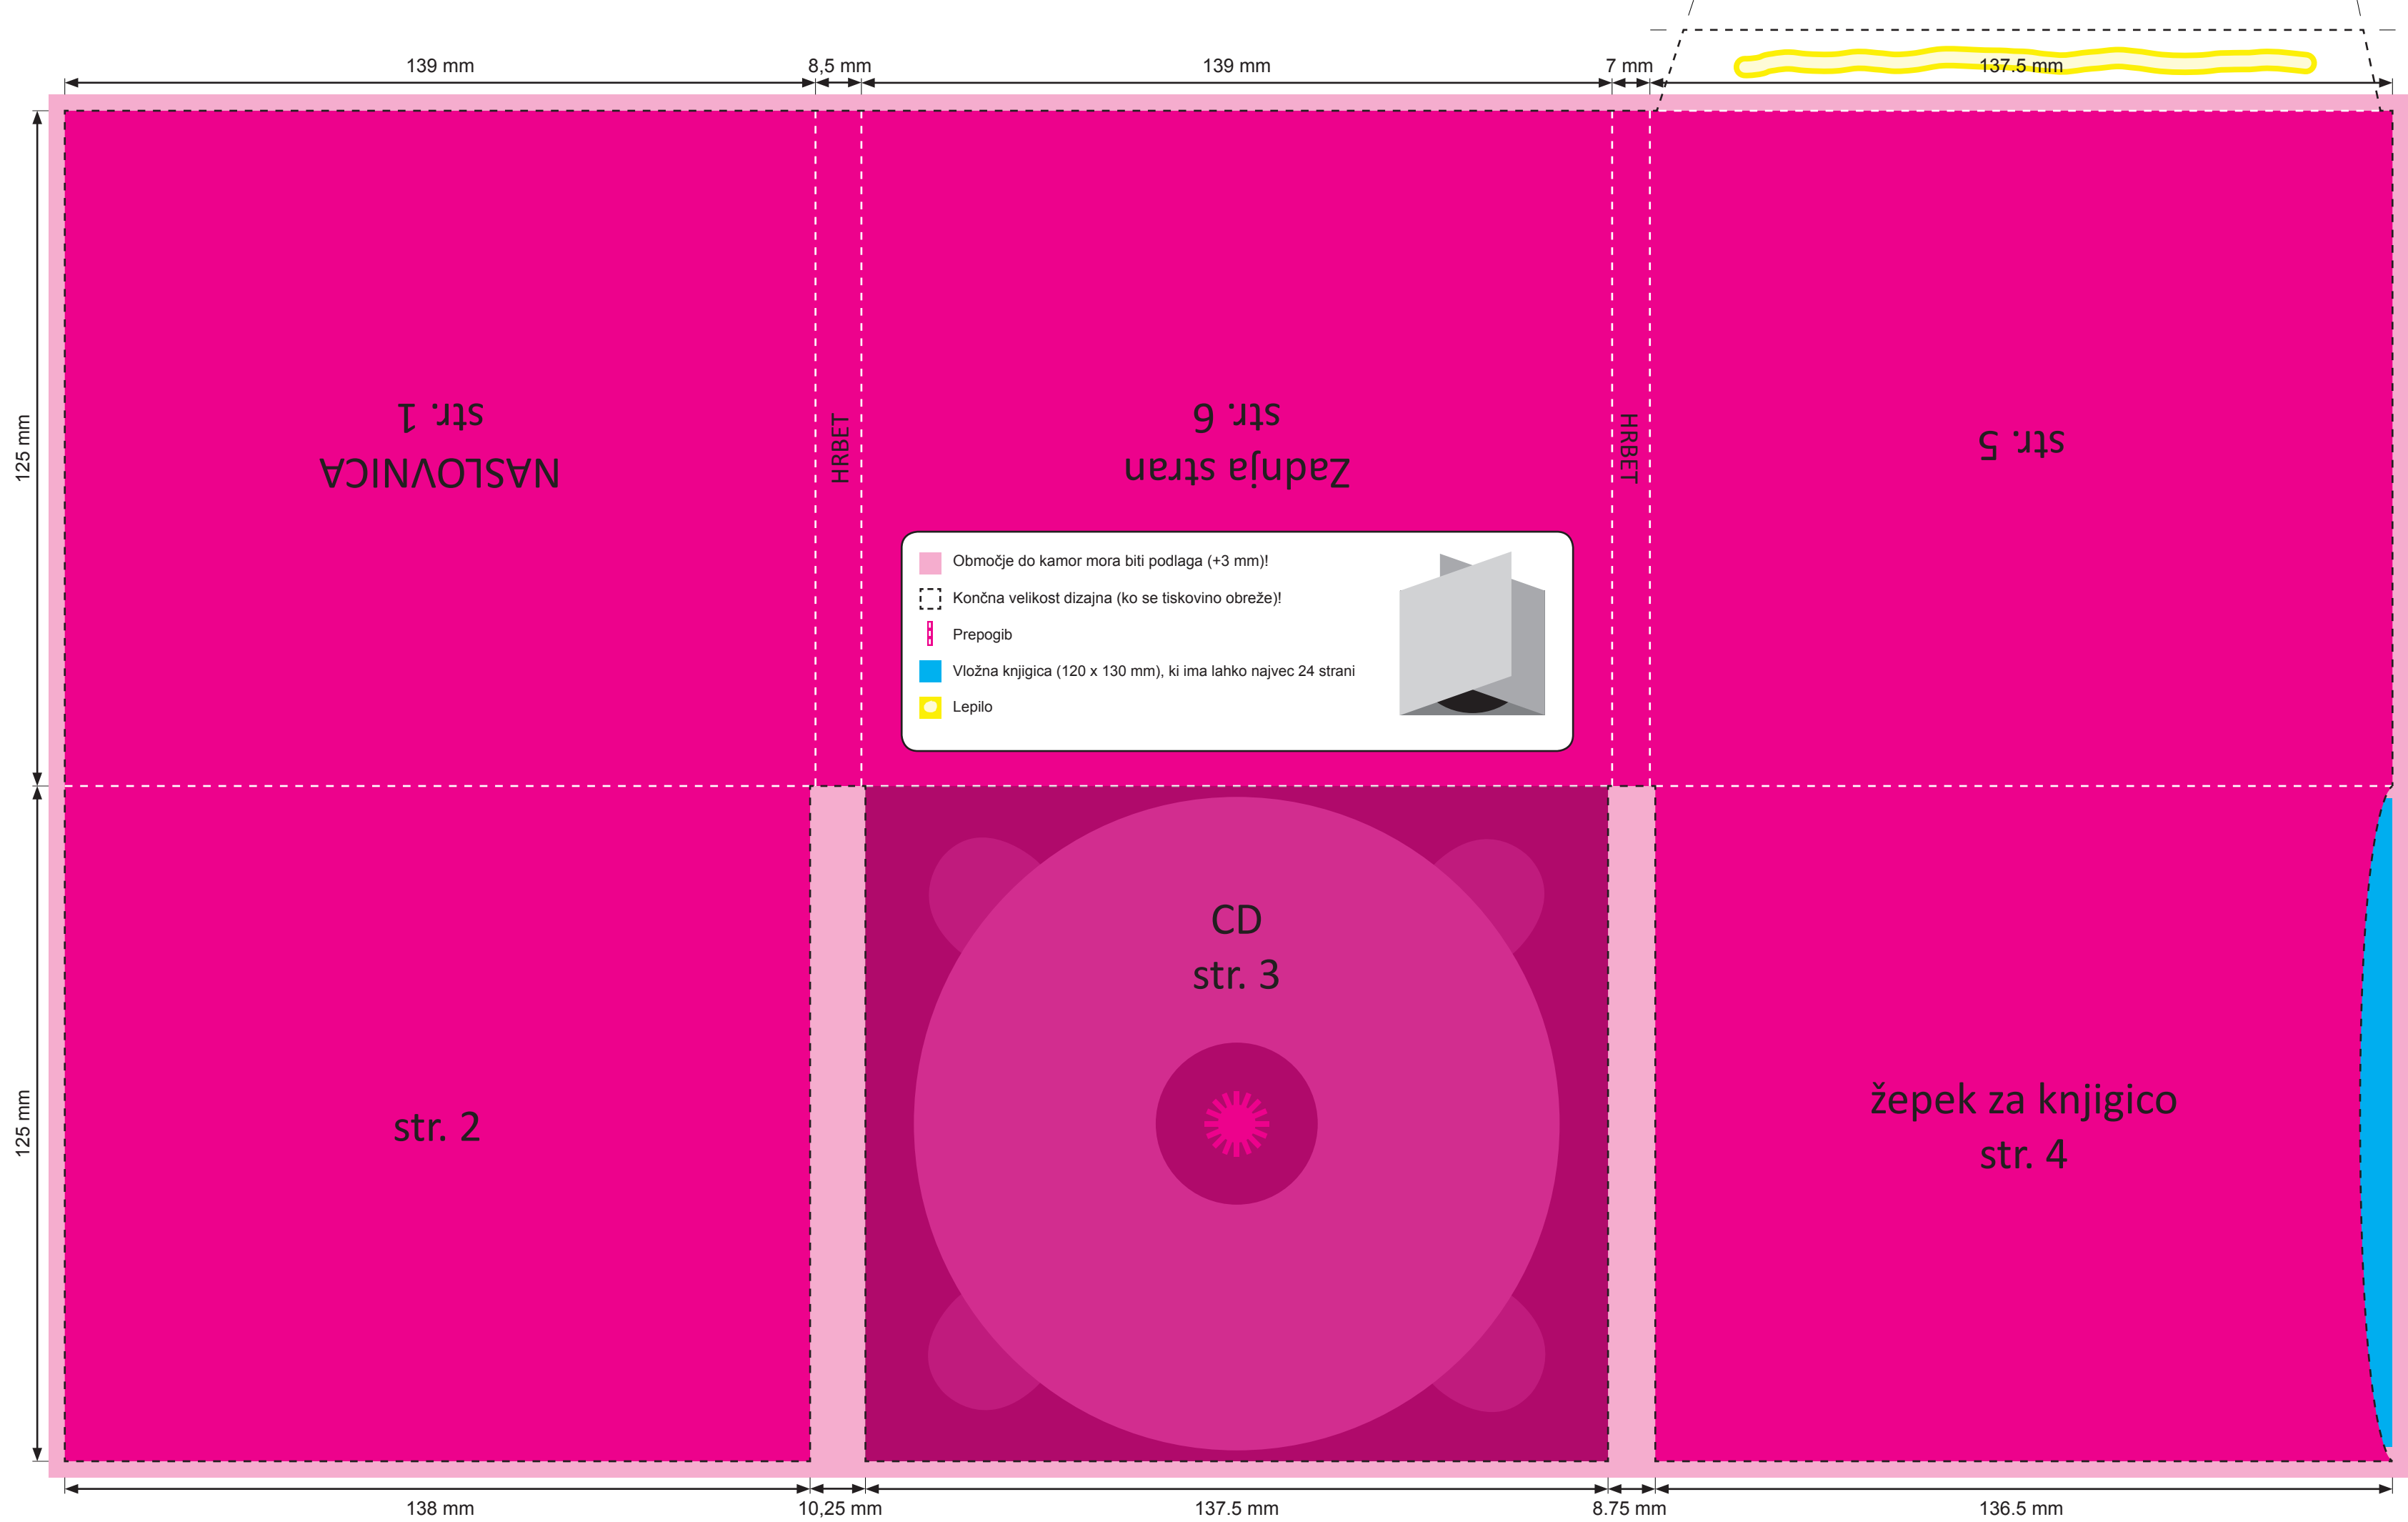 139 mm
8,5 mm
139 mm
7 mm
137.5 mm
125 mm
NASLOVNICA
str. 1
HRBET
Zadnja stran
str. 6
HRBET
str. 5
Območje do kamor mora biti podlaga (+3 mm)!
Končna velikost dizajna (ko se tiskovino obreže)!
Prepogib
Vložna knjigica (120 x 130 mm), ki ima lahko najvec 24 strani
Lepilo
125 mm
str. 2
CD
str. 3
žepek za knjigico
str. 4
138 mm
10,25 mm
137.5 mm
8.75 mm
136.5 mm